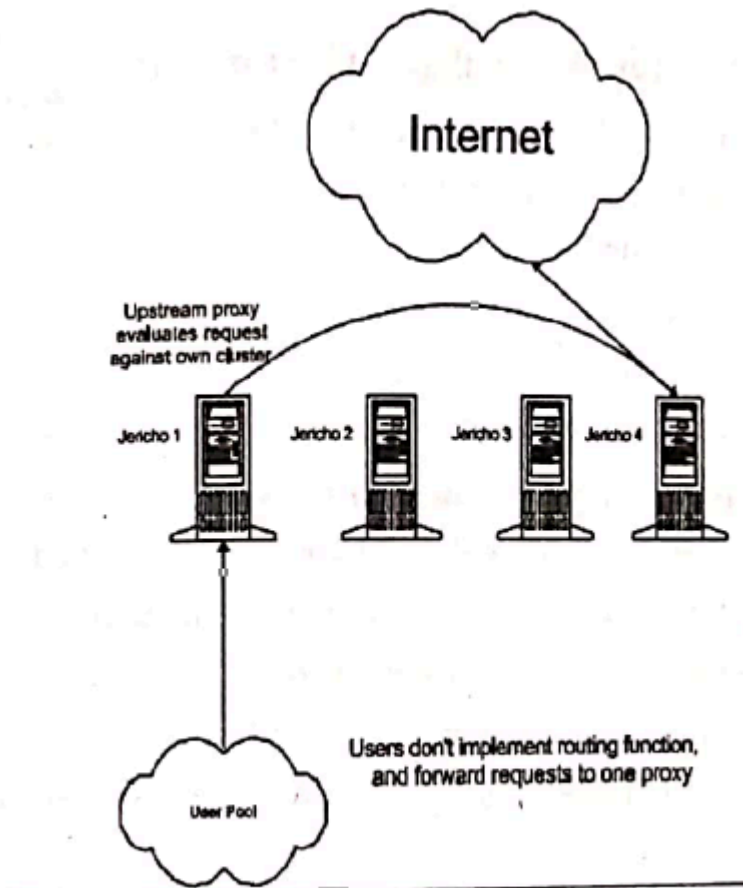 Internet
Upstream proxy
evaluates request
against own cluster
Jericho 1
Jericho 2
Jericho 3
Jericho 4
Users don't implement routing function,
and forward requests to one proxy
User Pool